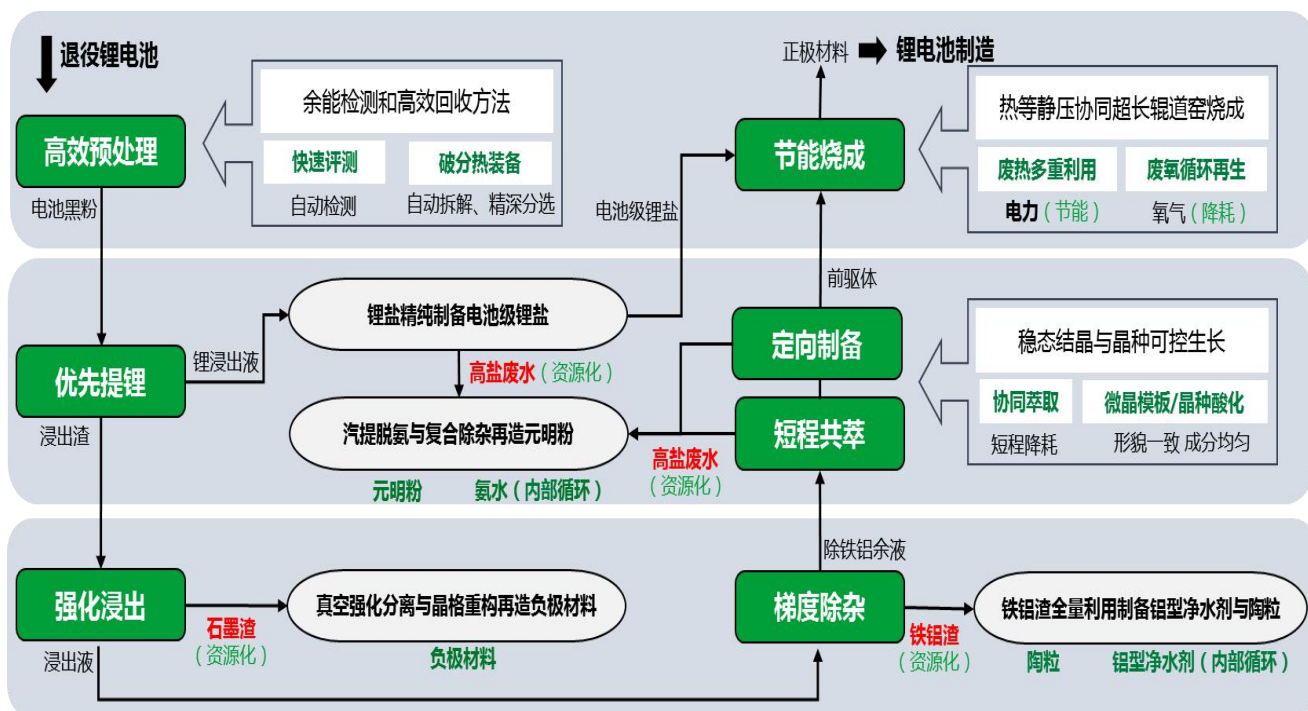 退役锂电池
高效预处理
余能检测和高效回收方法
快速评测
破分热装备
自动检测
自动拆解、精深分选
电池黑粉
正极材料
锂电池制造
节能烧成
热等静压协同超长辊道窑烧成
废热多重利用
废氧循环再生
电力(节能)
氧气(降耗)
电池级锂盐
前驱体
锂盐精纯制备电池级锂盐
锂浸出液
优先提锂
高盐废水(资源化)
汽提脱氨与复合除杂再造元明粉
元明粉
氨水(内部循环)
浸出渣
定向制备
短程共萃
高盐废水
(资源化)
稳态结晶与晶种可控生长
协同萃取
微晶模板/晶种酸化
短程降耗
形貌一致 成分均匀
除铁铝余液
强化浸出
石墨渣
(资源化)
浸出液
真空强化分离与晶格重构再造负极材料
负极材料
梯度除杂
铁铝渣
(资源化)
铁铝渣全量利用制备铝型净水剂与陶粒
陶粒
铝型净水剂(内部循环)